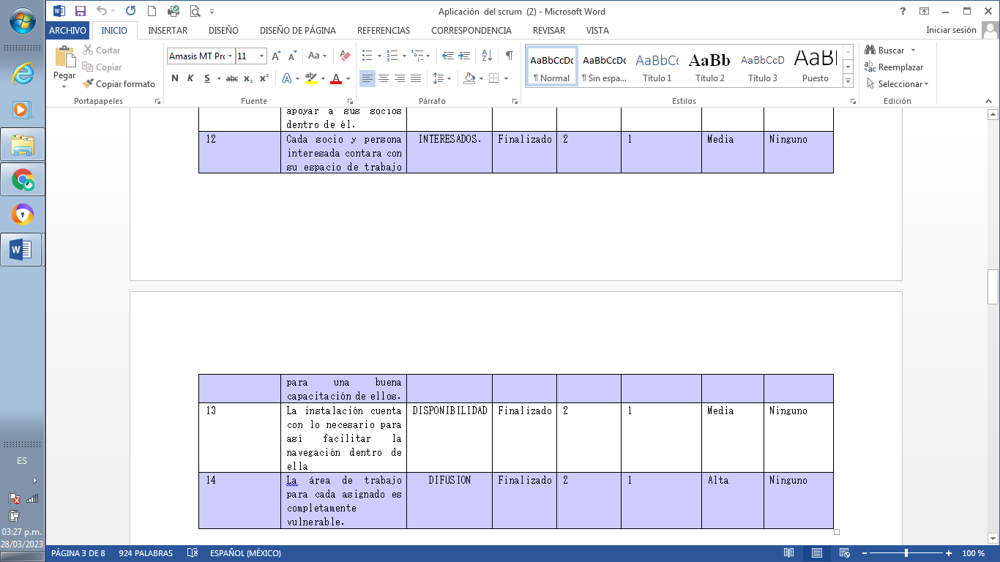 Aplicación del scrum (2) - Microsoft Word
ARCHIVO INICIO INSERTAR DISEÑO DISEÑO DE PÁGINA REFERENCIAS CORRESPONDENCIA REVISAR VISTA Iniciar sesión
Pegar
Cortar
Copiar
Copiar formato
Portapapeles
Amasis MT Prc 11
N K S abc x₂ x²
Fuente
Párrafo
AaBbCcDc AaBbCcDc AaBbCc AaBb AaBbCcD AaB
¶ Normal ¶ Sin espa... Título 1 Título 2 Título 3 Puesto
Estilos
Buscar
Reemplazar
Seleccionar
Edición
apoyar a sus socios
dentro de él.
12 Cada socio y persona INTERESADOS. Finalizado 2 1 Media Ninguno
interesada contara con
su espacio de trabajo
para una buena
capacitación de ellos.
13 La instalación cuenta DISPONIBILIDAD Finalizado 2 1 Media Ninguno
con lo necesario para
así facilitar la
navegación dentro de
ella
14 La área de trabajo DIFUSION Finalizado 2 1 Alta Ninguno
para cada asignado es
completamente
vulnerable.
ES
03:27 p.m.
28/03/2023
PÁGINA 3 DE 8 924 PALABRAS ESPAÑOL (MÉXICO) 100 %